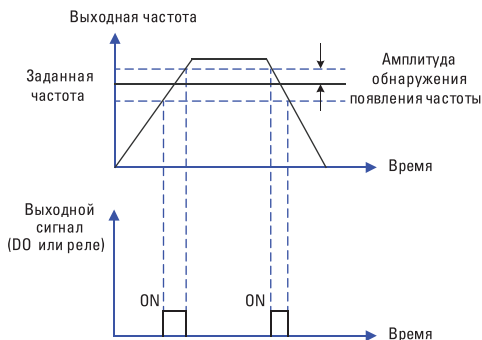 Выходная частота
Заданная
частота
Амплитуда
обнаружения
появления частоты
Время
Выходной
сигнал
(DO или реле)
ON
ON
Время